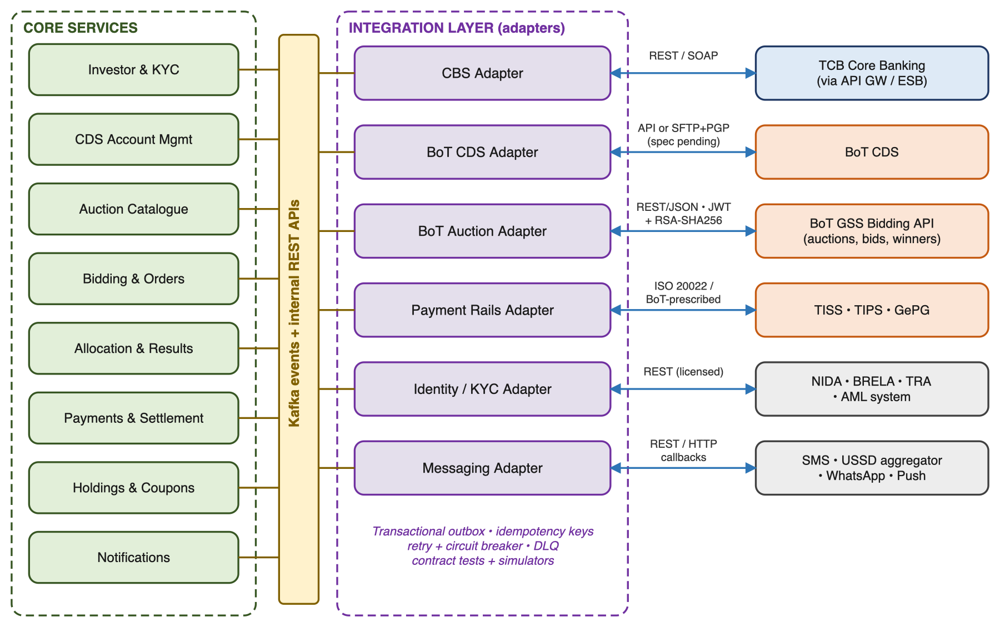 CORE SERVICES
Investor & KYC
CDS Account Mgmt
Auction Catalogue
Bidding & Orders
Allocation & Results
Payments & Settlement
Holdings & Coupons
Notifications
Kafka events + internal REST APIs
INTEGRATION LAYER (adapters)
CBS Adapter
BoT CDS Adapter
BoT Auction Adapter
Payment Rails Adapter
Identity / KYC Adapter
Messaging Adapter
Transactional outbox • idempotency keys
retry + circuit breaker • DLQ
contract tests + simulators
REST / SOAP
API or SFTP+PGP
(spec pending)
REST/JSON • JWT
+ RSA-SHA256
ISO 20022 /
BoT-prescribed
REST (licensed)
REST / HTTP
callbacks
TCB Core Banking
(via API GW / ESB)
BoT CDS
BoT GSS Bidding API
(auctions, bids, winners)
TISS • TIPS • GePG
NIDA • BRELA • TRA
• AML system
SMS • USSD aggregator
• WhatsApp • Push